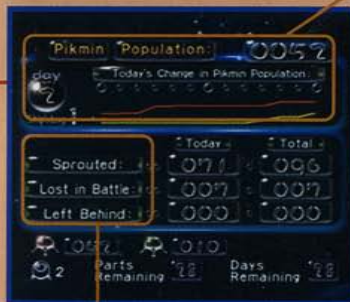 Pikmin Population: 0052
day
2
Today's Change in Pikmin Population:
Today Total
Sprouted: 071 096
Lost in Battle: 007 007
Left Behind: 000 000
010
2 Parts Remaining 28 Days Remaining 28